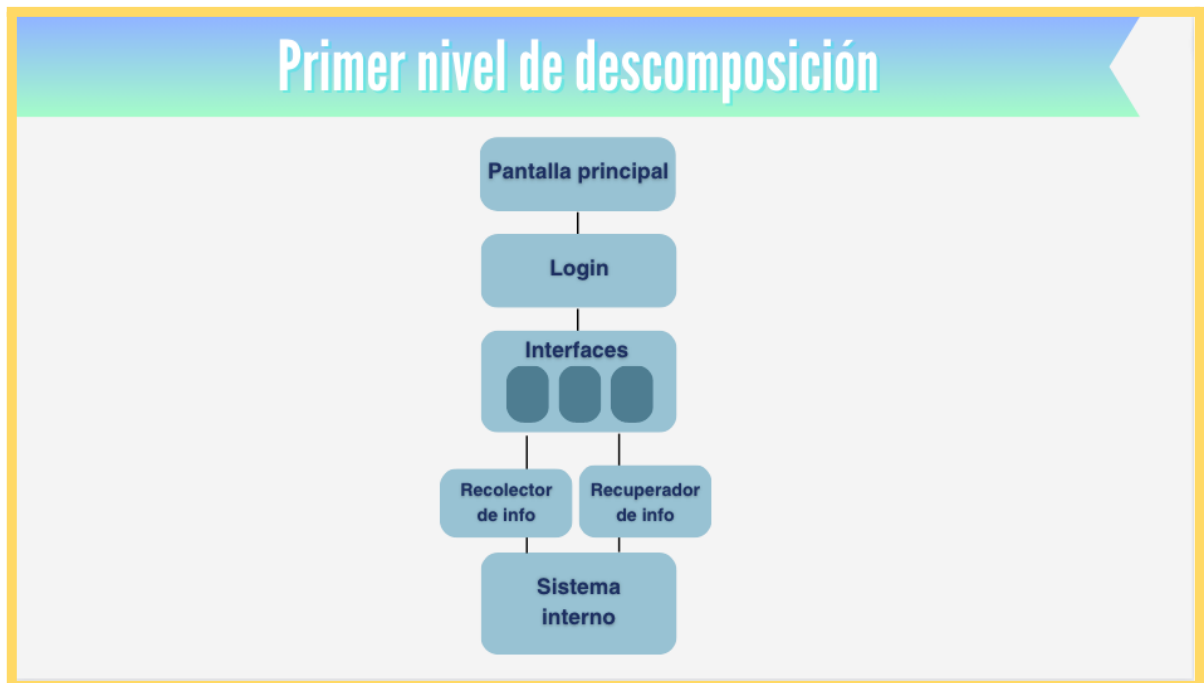 Primer nivel de descomposición
Pantalla principal
Login
Interfaces
Recolector
de info
Recuperador
de info
Sistema
interno